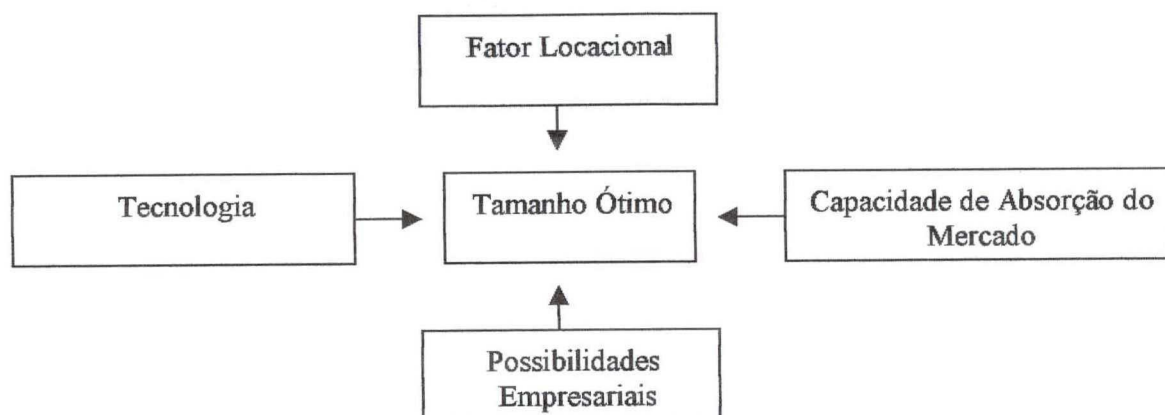 Fator Locacional
Tecnologia
Tamanho Ótimo
Capacidade de Absorção do
Mercado
Possibilidades
Empresariais